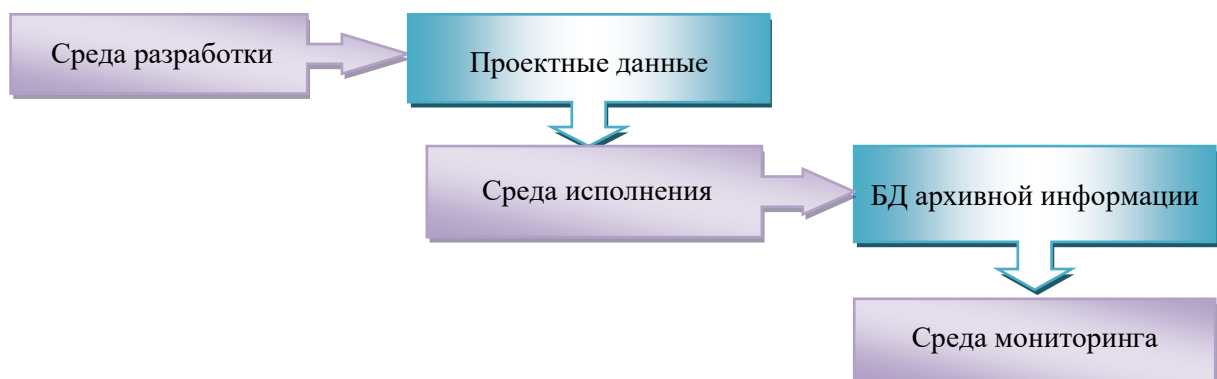 Среда разработки
Проектные данные
Среда исполнения
БД архивной информации
Среда мониторинга